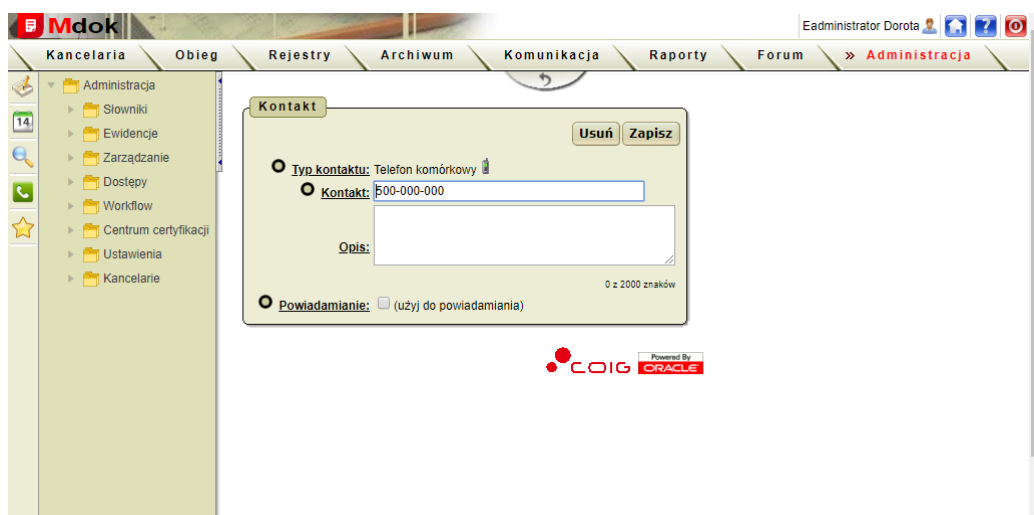 Mdok
Eadministrator Dorota
Kancelaria Obieg Rejestry Archiwum Komunikacja Raporty Forum » Administracja
Administracja
Słowniki
Ewidencje
14
Zarządzanie
Dostępy
Workflow
Centrum certyfikacji
Ustawienia
Kancelarie
Kontakt
Usuń Zapisz
Typ kontaktu: Telefon komórkowy
Kontakt: 500-000-000
Opis:
0 z 2000 znaków
Powiadamianie: (użyj do powiadamiania)
COIG
Powered By
ORACLE